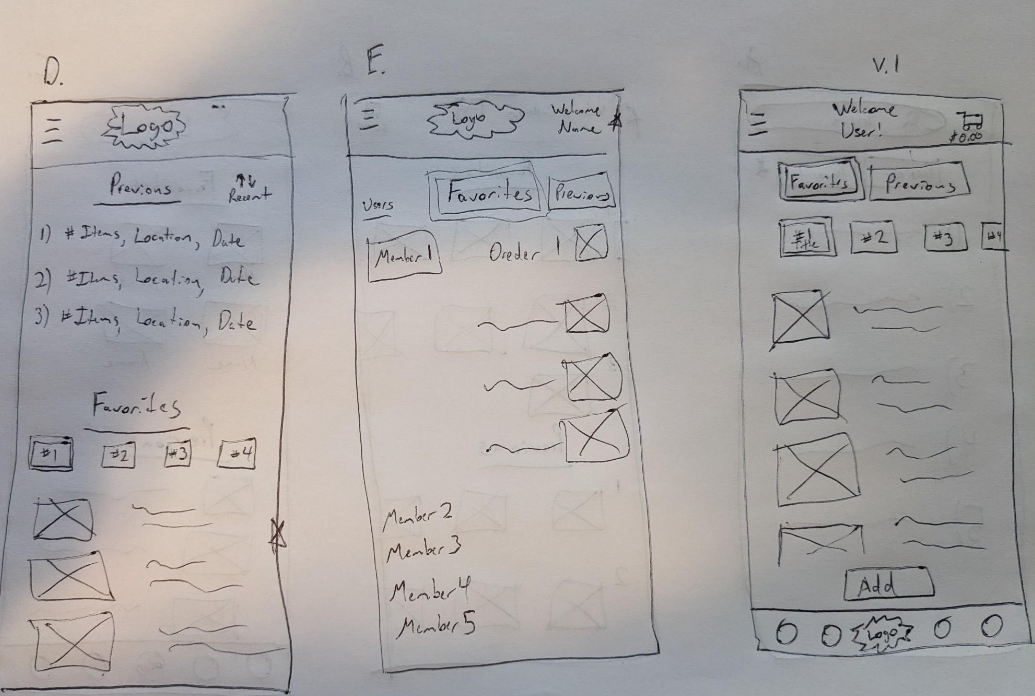 D.
Logo
Previous
↑↓
Recent
1) # Items, Location, Date
2) #Items, Location, Date
3) # Items, Location, Date
Favorites
#1 #2 #3 #4
E.
Logo
Welcome
Name
Users Favorites Previous
Member 1 Oreder 1
Member 2
Member 3
Member 4
Member 5
V.1
Welcome
User!
$0.00
Favorites Previous
#1 #2 #3 #4
Title
Add
Logo